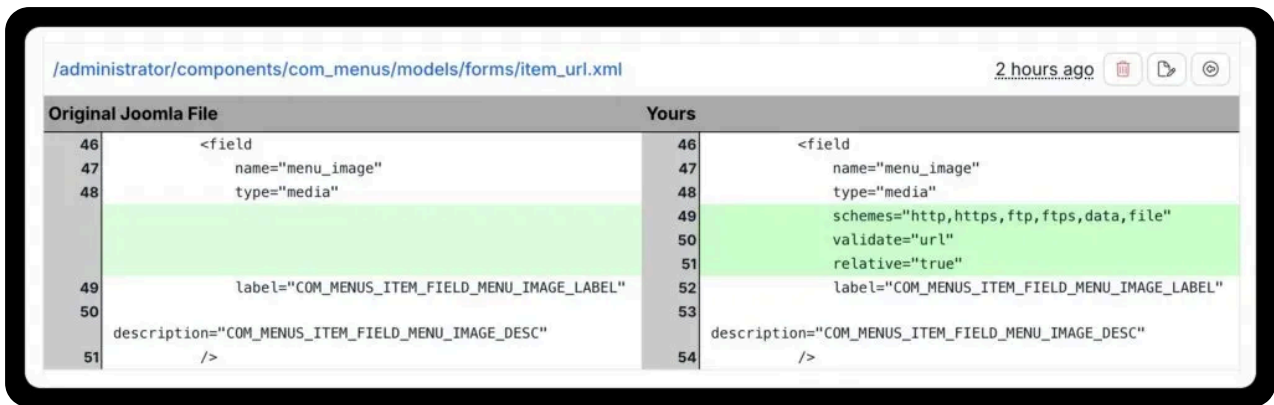 /administrator/components/com_menus/models/forms/item_url.xml 2 hours ago
Original Joomla File Yours
46 <field 46 <field
47 name="menu_image" 47 name="menu_image"
48 type="media" 48 type="media"
49 schemes="http,https,ftp,ftps,data,file"
50 validate="url"
51 relative="true"
49 label="COM_MENUS_ITEM_FIELD_MENU_IMAGE_LABEL" 52 label="COM_MENUS_ITEM_FIELD_MENU_IMAGE_LABEL"
50 53
description="COM_MENUS_ITEM_FIELD_MENU_IMAGE_DESC" description="COM_MENUS_ITEM_FIELD_MENU_IMAGE_DESC"
51 /> 54 />